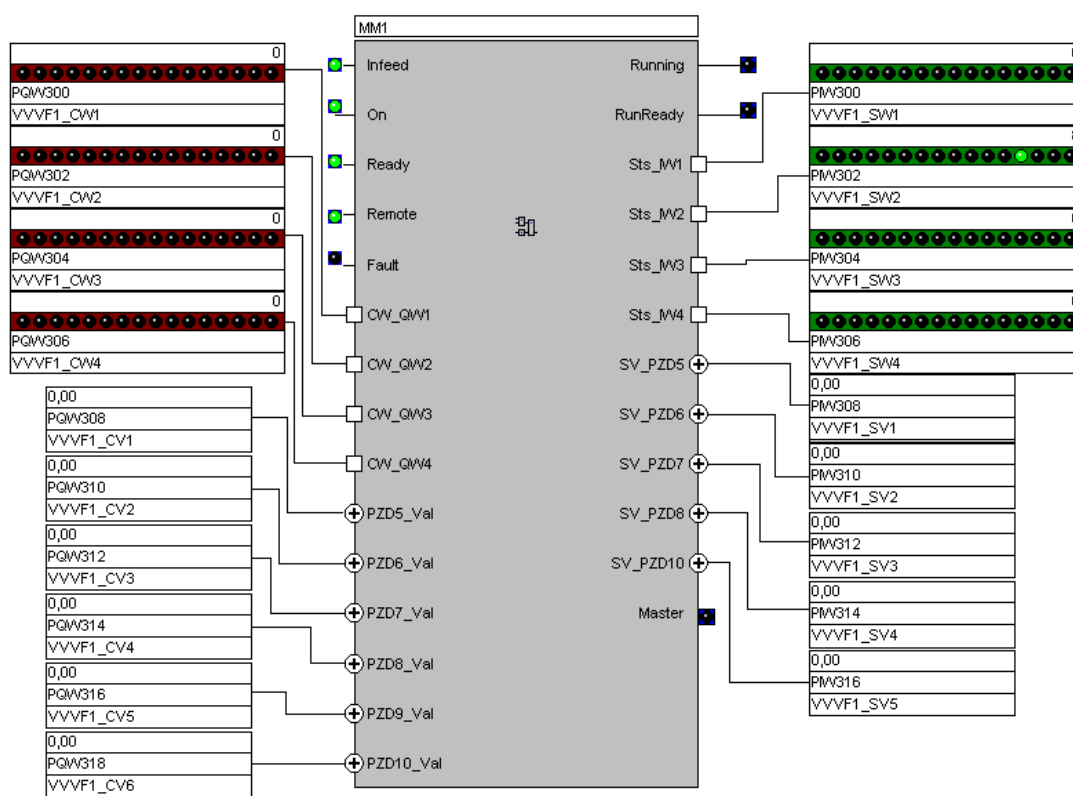 MM1
0
PQW300
VVVF1_CW1
0
PQW302
VVVF1_CW2
0
PQW304
VVVF1_CW3
0
PQW306
VVVF1_CW4
0,00
PQW308
VVVF1_CV1
0,00
PQW310
VVVF1_CV2
0,00
PQW312
VVVF1_CV3
0,00
PQW314
VVVF1_CV4
0,00
PQW316
VVVF1_CV5
0,00
PQW318
VVVF1_CV6
Infeed
On
Ready
Remote
Fault
CW_QW1
CW_QW2
CW_QW3
CW_QW4
PZD5_Val
PZD6_Val
PZD7_Val
PZD8_Val
PZD9_Val
PZD10_Val
Running
RunReady
Sts_IW1
Sts_IW2
Sts_IW3
Sts_IW4
SV_PZD5
SV_PZD6
SV_PZD7
SV_PZD8
SV_PZD10
Master
PIW300
VVVF1_SW1
PIW302
VVVF1_SW2
PIW304
VVVF1_SW3
PIW306
VVVF1_SW4
0,00
PIW308
VVVF1_SV1
0,00
PIW310
VVVF1_SV2
0,00
PIW312
VVVF1_SV3
0,00
PIW314
VVVF1_SV4
0,00
PIW316
VVVF1_SV5